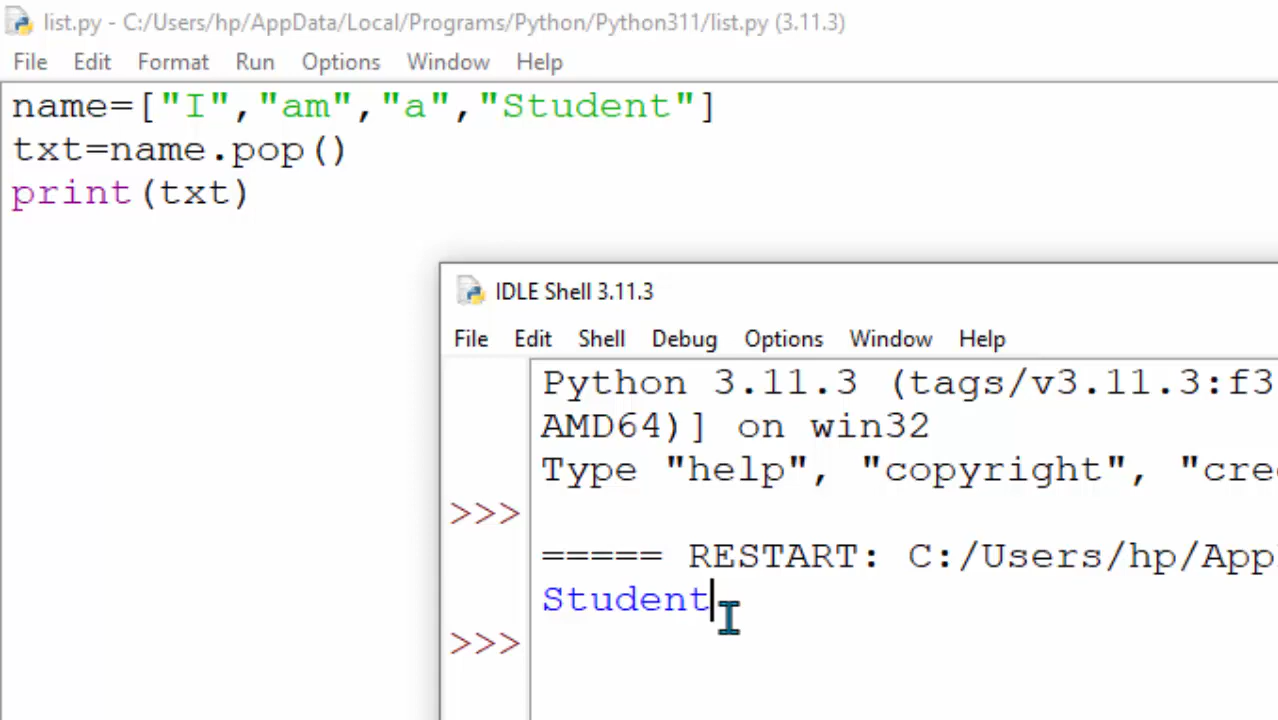 list.py - C:/Users/hp/AppData/Local/Programs/Python/Python311/list.py (3.11.3)
File Edit Format Run Options Window Help
name=["I","am","a","Student"]
txt=name.pop()
print(txt)
IDLE Shell 3.11.3
File Edit Shell Debug Options Window Help
Python 3.11.3 (tags/v3.11.3:f3
AMD64)] on win32
Type "help", "copyright", "cre
>>>
===== RESTART: C:/Users/hp/App
Student
>>>